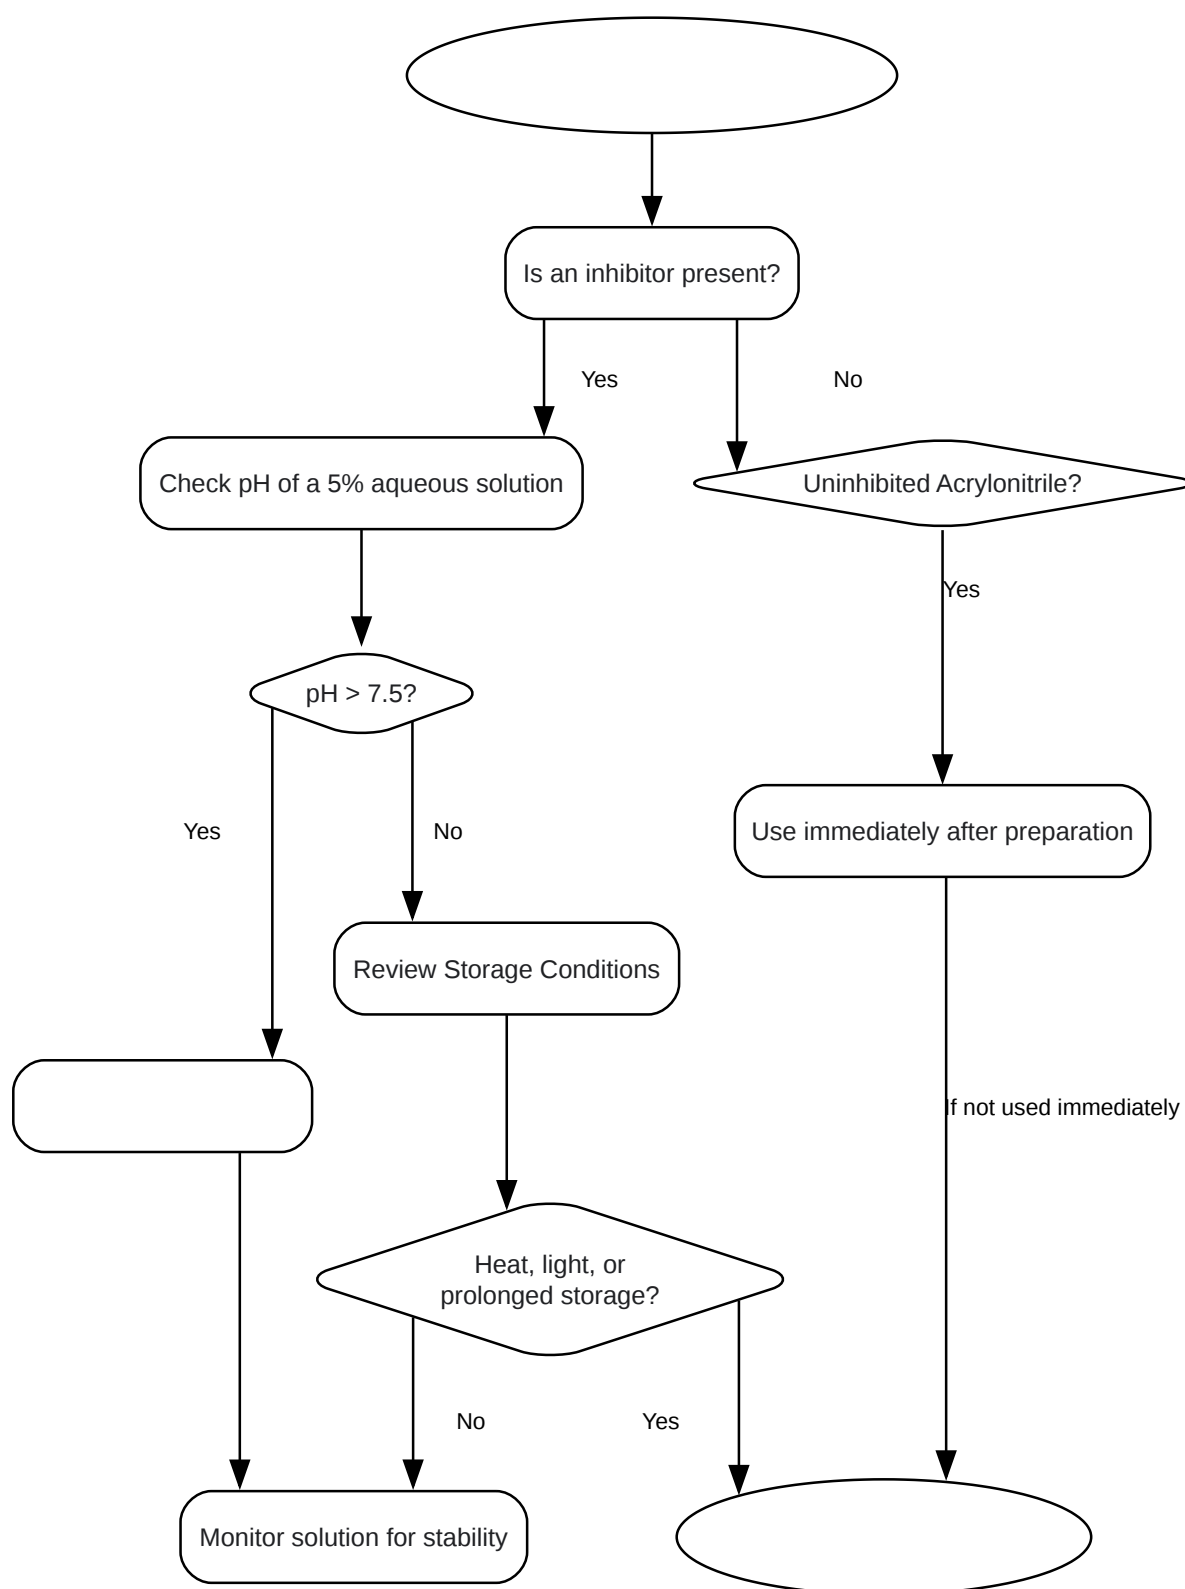 Is an inhibitor present?
Yes
No
Check pH of a 5% aqueous solution
Uninhibited Acrylonitrile?
Yes
pH > 7.5?
Yes
No
Use immediately after preparation
Review Storage Conditions
If not used immediately
Heat, light, or
prolonged storage?
No
Yes
Monitor solution for stability